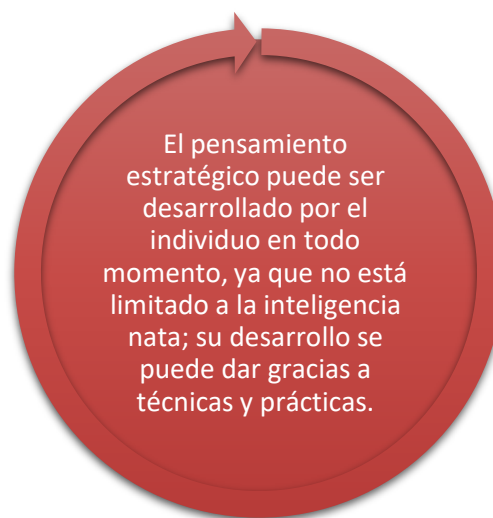 El pensamiento
estratégico puede ser
desarrollado por el
individuo en todo
momento, ya que no está
limitado a la inteligencia
nata; su desarrollo se
puede dar gracias a
técnicas y prácticas.